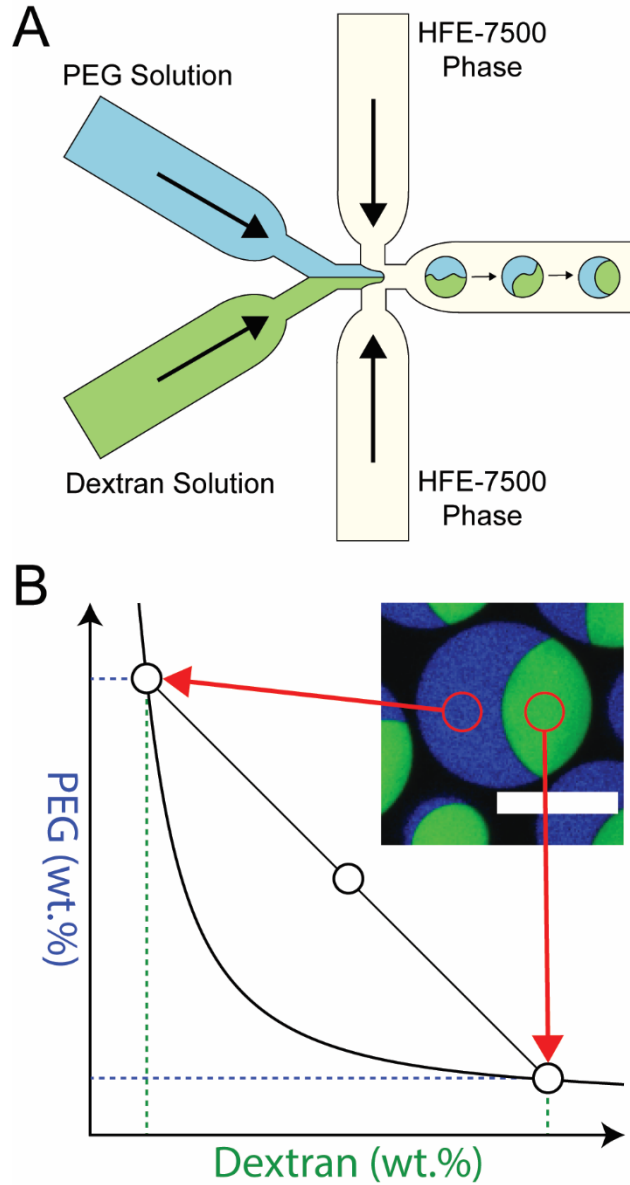 A
PEG Solution
HFE-7500
Phase
Dextran Solution
HFE-7500
Phase
B
PEG (wt.%)
Dextran (wt.%)